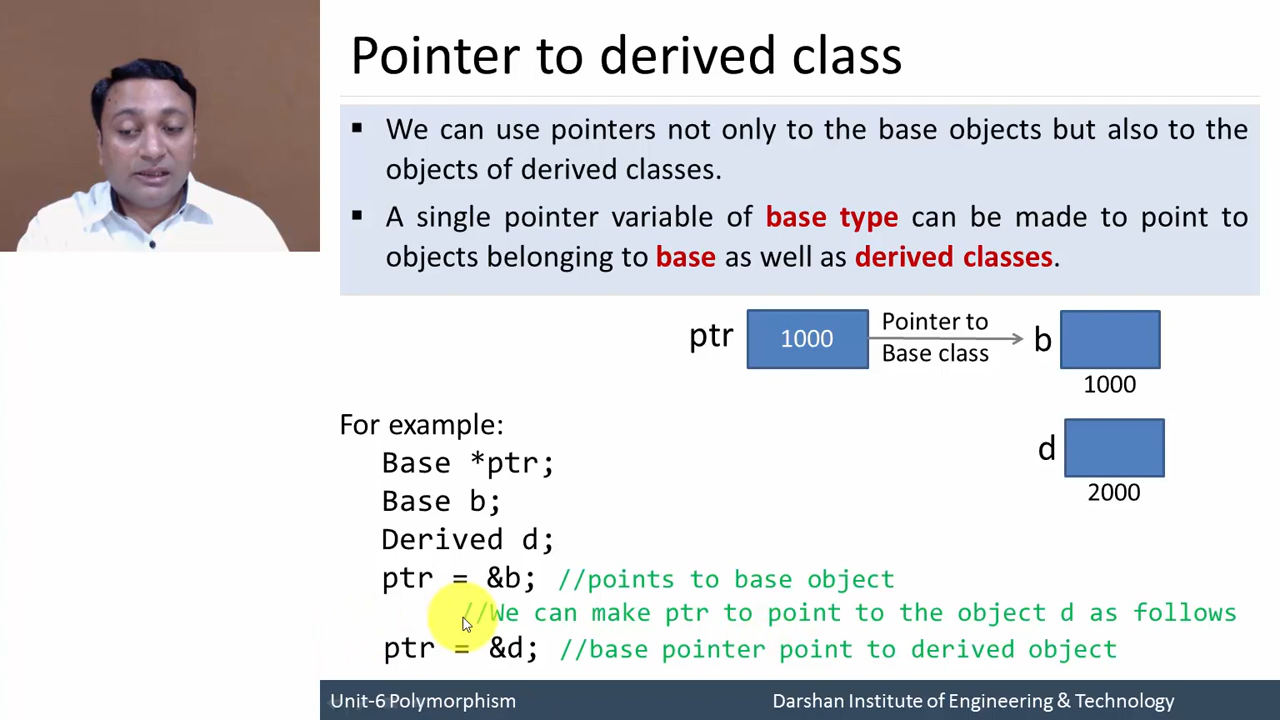 Pointer to derived class
▪ We can use pointers not only to the base objects but also to the
objects of derived classes.
▪ A single pointer variable of base type can be made to point to
objects belonging to base as well as derived classes.
ptr 1000 Pointer to
Base class b
1000
d
2000
For example:
Base *ptr;
Base b;
Derived d;
ptr = &b; //points to base object
//We can make ptr to point to the object d as follows
ptr = &d; //base pointer point to derived object
Unit-6 Polymorphism Darshan Institute of Engineering & Technology